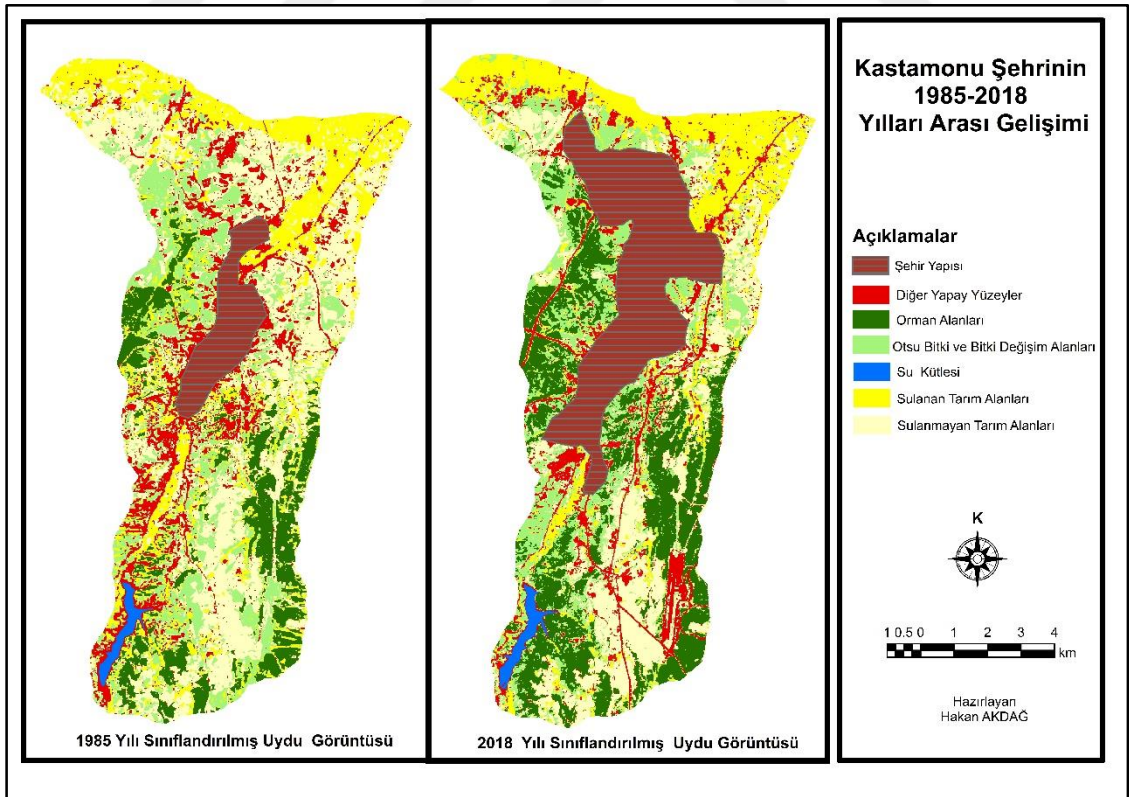 Kastamonu Şehrinin
1985-2018
Yılları Arası Gelişimi
Açıklamalar
Şehir Yapısı
Diğer Yapay Yüzeyler
Orman Alanları
Otsu Bitki ve Bitki Değişim Alanları
Su Kütlesi
Sulanan Tarım Alanları
Sulanmayan Tarım Alanları
K
1 0.5 0 1 2 3 4
km
Hazırlayan
Hakan AKDAĞ
1985 Yılı Sınıflandırılmış Uydu Görüntüsü
2018 Yılı Sınıflandırılmış Uydu Görüntüsü